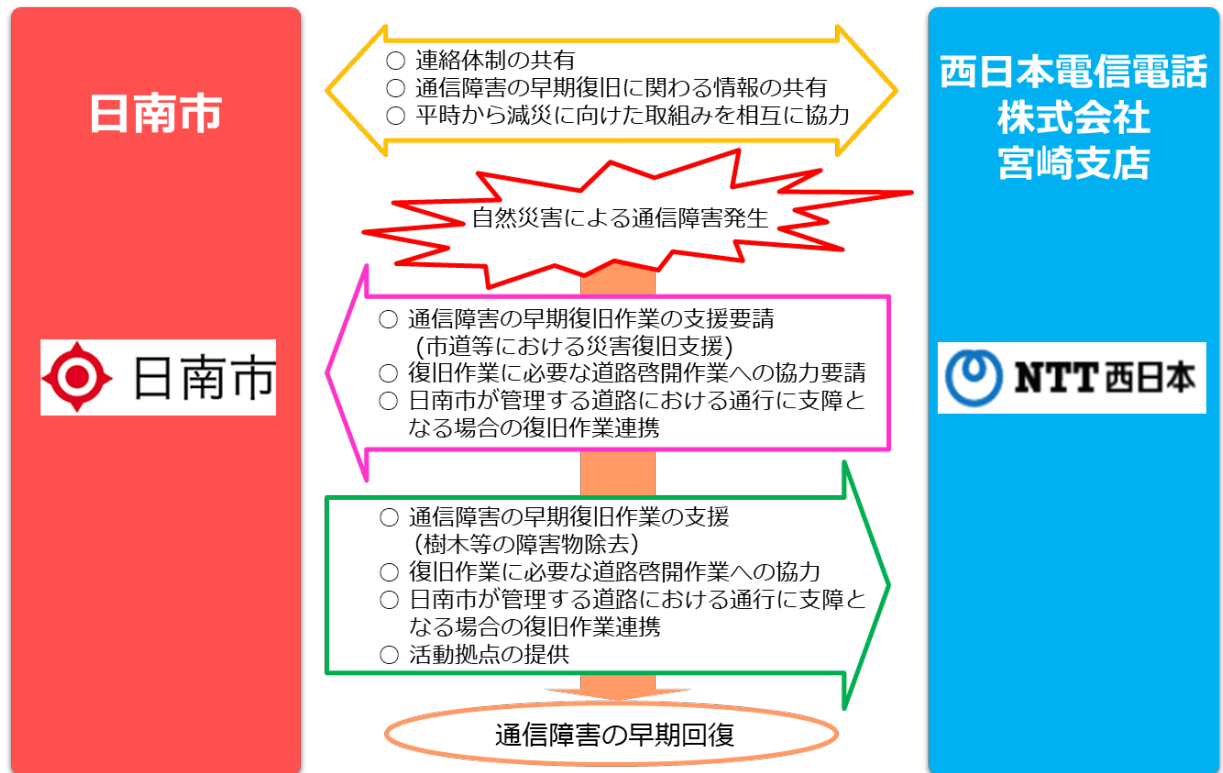 日南市
○ 連絡体制の共有
○ 通信障害の早期復旧に関わる情報の共有
○ 平時から減災に向けた取組みを相互に協力
西日本電信電話
株式会社
宮崎支店
自然災害による通信障害発生
○ 通信障害の早期復旧作業の支援要請
(市道等における災害復旧支援)
○ 復旧作業に必要な道路啓開作業への協力要請
○ 日南市が管理する道路における通行に支障と
なる場合の復旧作業連携
日南市
NTT西日本
○ 通信障害の早期復旧作業の支援
(樹木等の障害物除去)
○ 復旧作業に必要な道路啓開作業への協力
○ 日南市が管理する道路における通行に支障と
なる場合の復旧作業連携
○ 活動拠点の提供
通信障害の早期回復